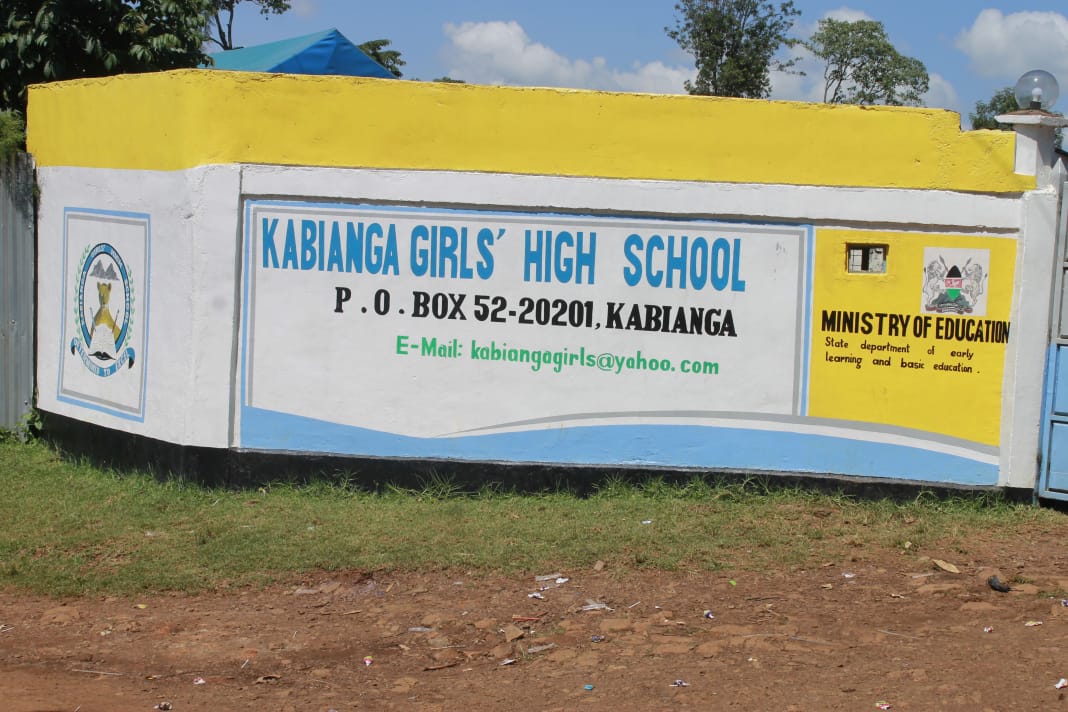 KABIANGA GIRLS' HIGH SCHOOL
P . O . BOX 52-20201, KABIANGA
E-Mail: kabiangagirls@yahoo. com
MINISTRY OF EDUCATION
State department of early
learning and basic education .